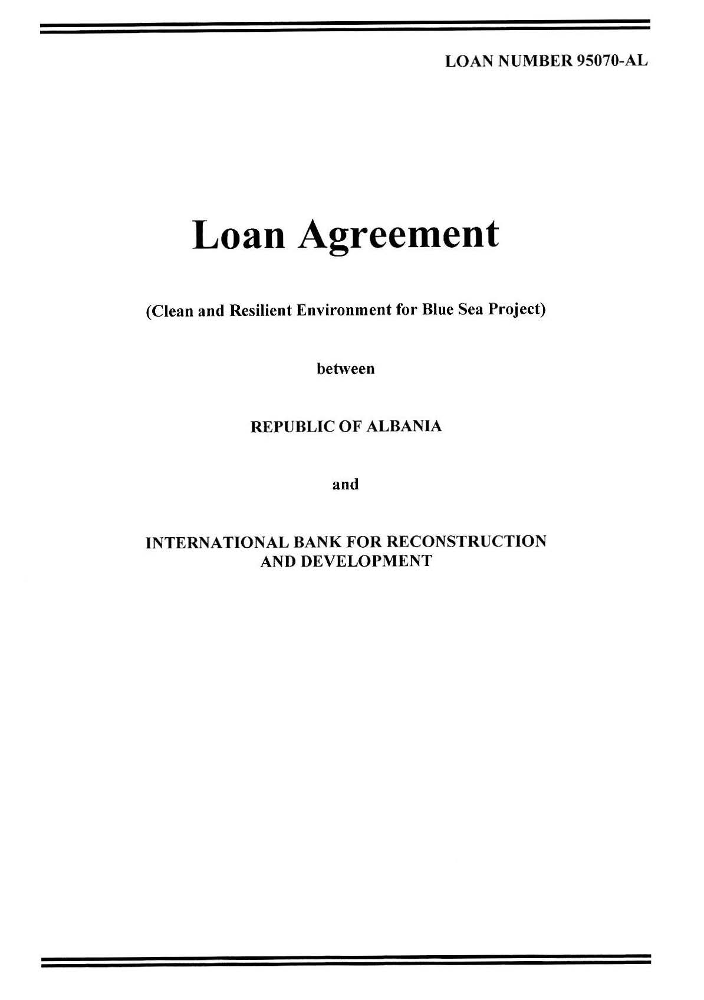 LOAN NUMBER 95070-AL
Loan Agreement
(Clean and Resilient Environment for Blue Sea Project)
between
REPUBLIC OF ALBANIA
and
INTERNATIONAL BANK FOR RECONSTRUCTION
AND DEVELOPMENT